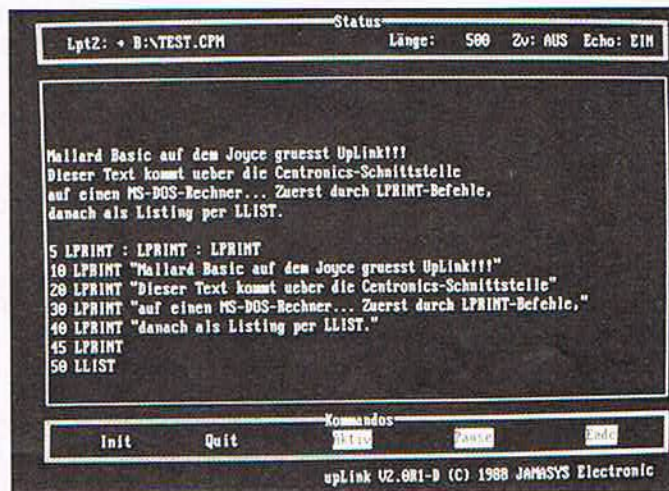 Status
Lpt2: → B:\TEST.CPM Länge: 500 Zv: AUS Echo: EIN
Mallard Basic auf dem Joyce gruesst UpLink!!!
Dieser Text kommt ueber die Centronics-Schnittstelle
auf einen MS-DOS-Rechner... Zuerst durch LPRINT-Befehle,
danach als Listing per LLIST.
5 LPRINT : LPRINT : LPRINT
10 LPRINT "Mallard Basic auf dem Joyce gruesst UpLink!!!"
20 LPRINT "Dieser Text kommt ueber die Centronics-Schnittstelle"
30 LPRINT "auf einen MS-DOS-Rechner... Zuerst durch LPRINT-Befehle,"
40 LPRINT "danach als Listing per LLIST."
45 LPRINT
50 LLIST
Kommandos
Init Quit Aktiv Pause Ende
upLink V2.0R1-D (C) 1988 JAMASYS Electronic